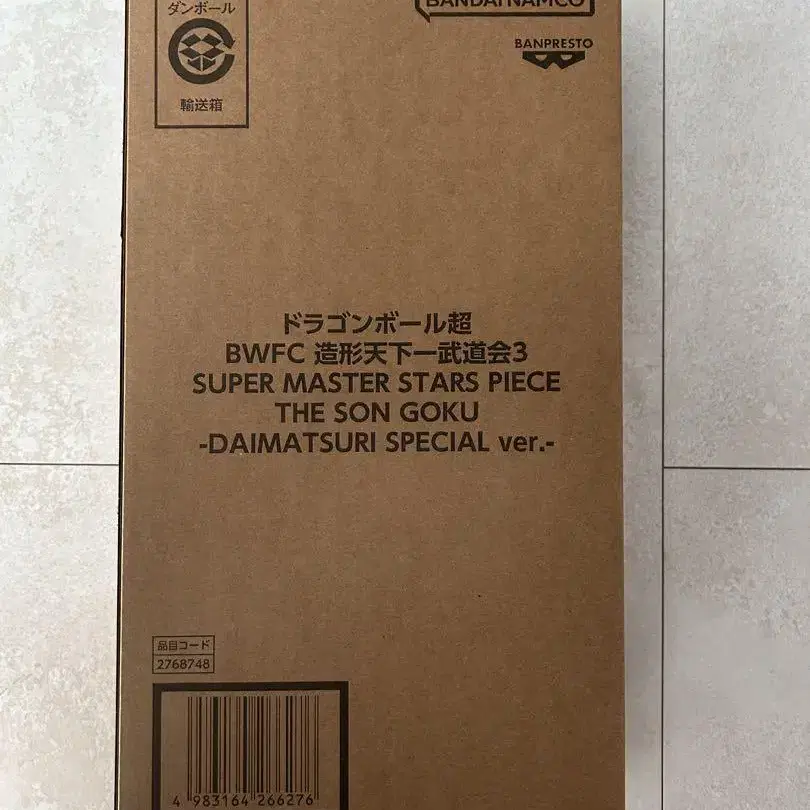 ダンボール
輸送箱
BANDAI NAMCO
BANPRESTO
ドラゴンボール超
BWFC 造形天下一武道会3
SUPER MASTER STARS PIECE
THE SON GOKU
-DAIMATSURI SPECIAL ver.-
品目コード
2768748
4 983164 266276